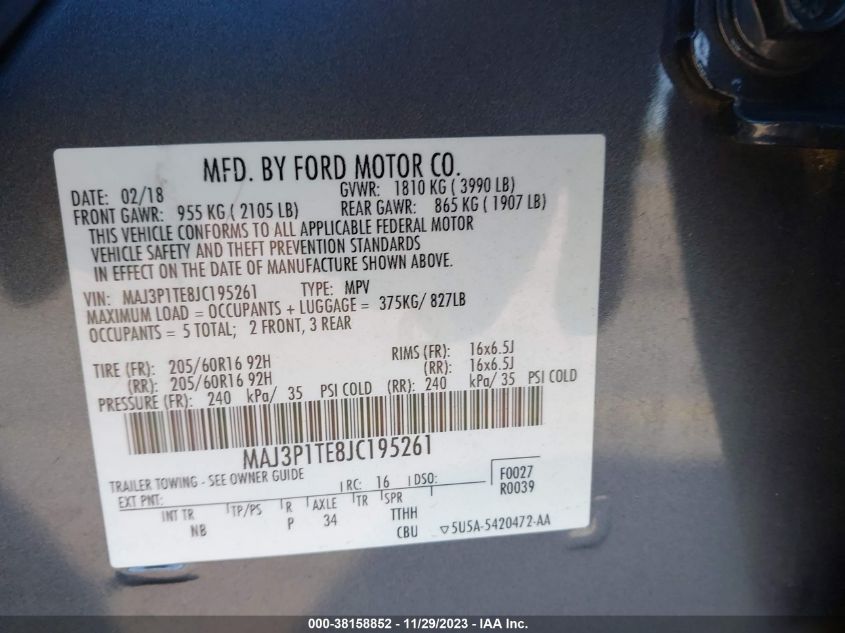 MFD. BY FORD MOTOR CO.
DATE: 02/18 GVWR: 1810 KG ( 3990 LB)
FRONT GAWR: 955 KG ( 2105 LB) REAR GAWR: 865 KG ( 1907 LB)
THIS VEHICLE CONFORMS TO ALL APPLICABLE FEDERAL MOTOR
VEHICLE SAFETY AND THEFT PREVENTION STANDARDS
IN EFFECT ON THE DATE OF MANUFACTURE SHOWN ABOVE.
VIN: MAJ3P1TE8JC195261 TYPE: MPV
MAXIMUM LOAD = OCCUPANTS + LUGGAGE = 375KG/ 827LB
OCCUPANTS = 5 TOTAL; 2 FRONT, 3 REAR
TIRE (FR): 205/60R16 92H RIMS (FR): 16x6.5J
(RR): 205/60R16 92H (RR): 16x6.5J
PRESSURE (FR): 240 kPa/ 35 PSI COLD (RR): 240 kPa/ 35 PSI COLD
MAJ3P1TE8JC195261
TRAILER TOWING - SEE OWNER GUIDE
EXT PNT: RC: 16 DSO: F0027
R0039
INT TR TP/PS R AXLE TR SPR
NB P 34 TTHH
CBU 5U5A-5420472-AA
000-38158852 - 11/29/2023 - IAA Inc.